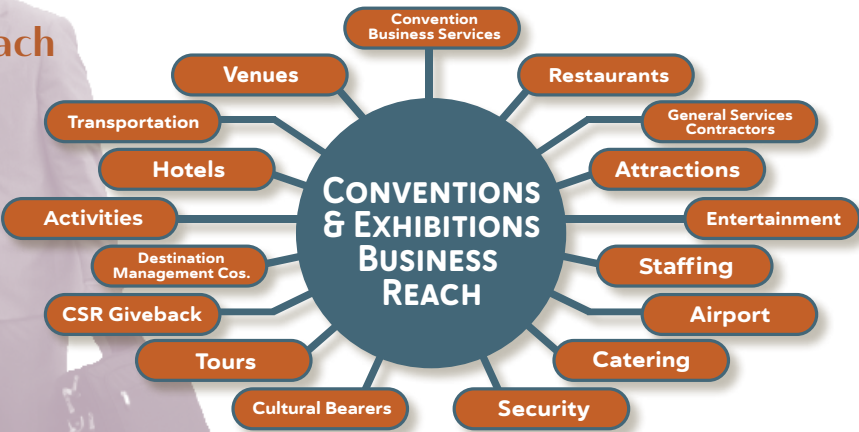 ach
Convention
Business Services
Venues
Restaurants
Transportation
General Services
Contractors
Hotels
Attractions
Activities
Entertainment
Destination
Management Cos.
Staffing
CSR Giveback
Airport
Tours
Catering
Cultural Bearers
Security
CONVENTIONS
& EXHIBITIONS
BUSINESS
REACH